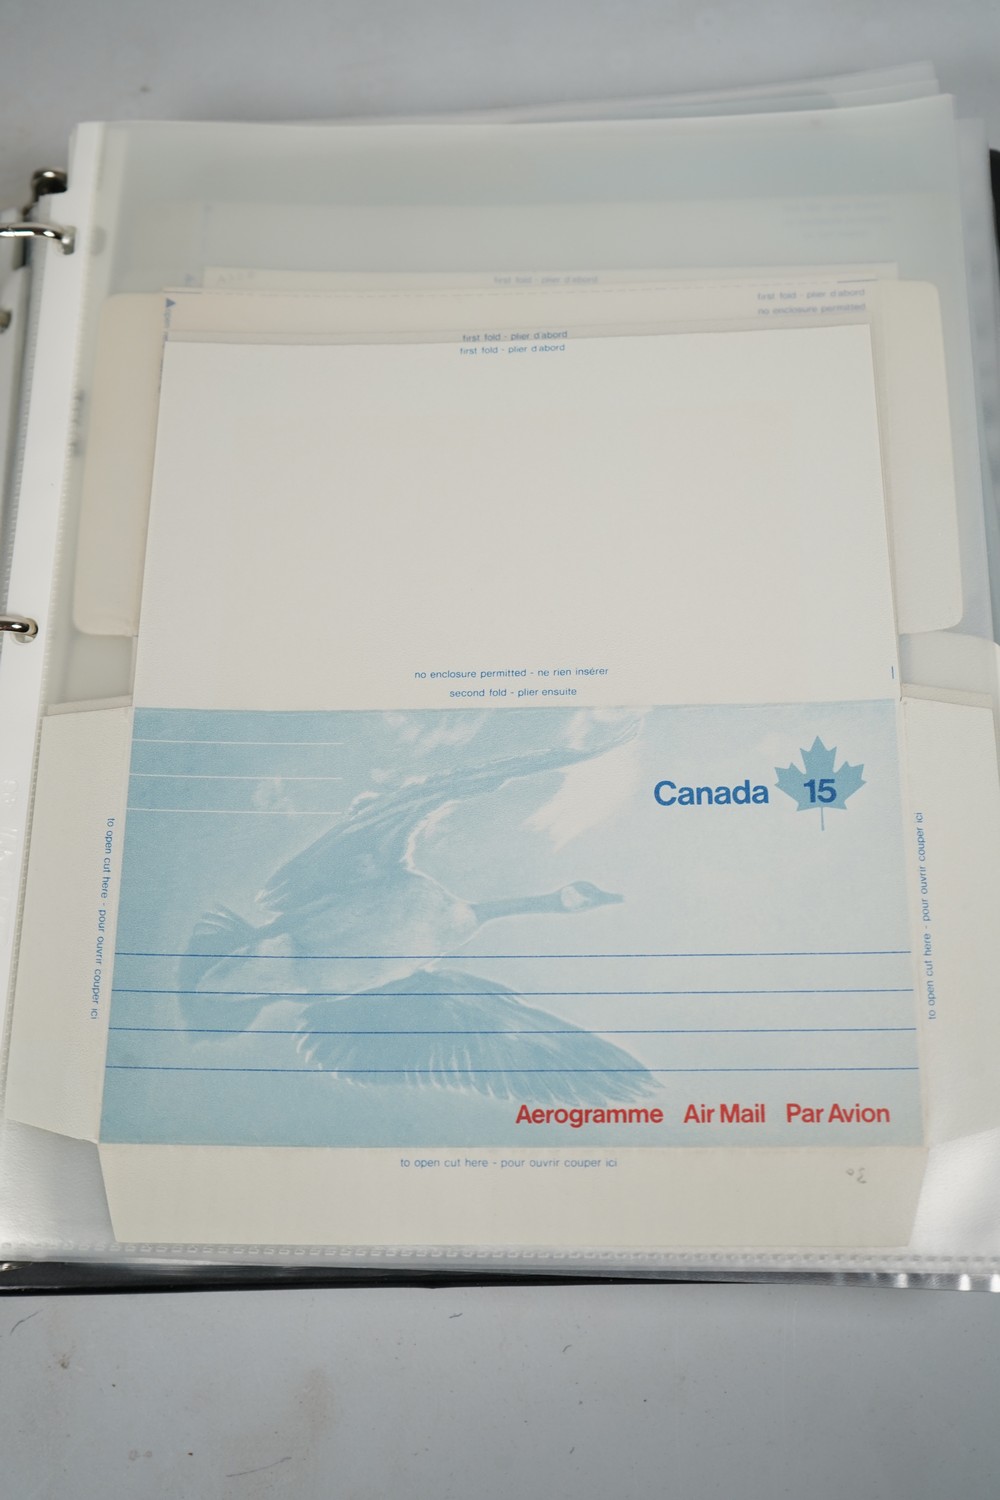 first fold - plier d'abord
first fold - plier d'abord
no enclosure permitted
first fold - plier d'abord
first fold - plier d'abord
no enclosure permitted - ne rien insérer
second fold - plier ensuite
Canada 15
to open cut here - pour ouvrir couper ici
to open cut here - pour ouvrir couper ici
Aerogramme Air Mail Par Avion
to open cut here - pour ouvrir couper ici